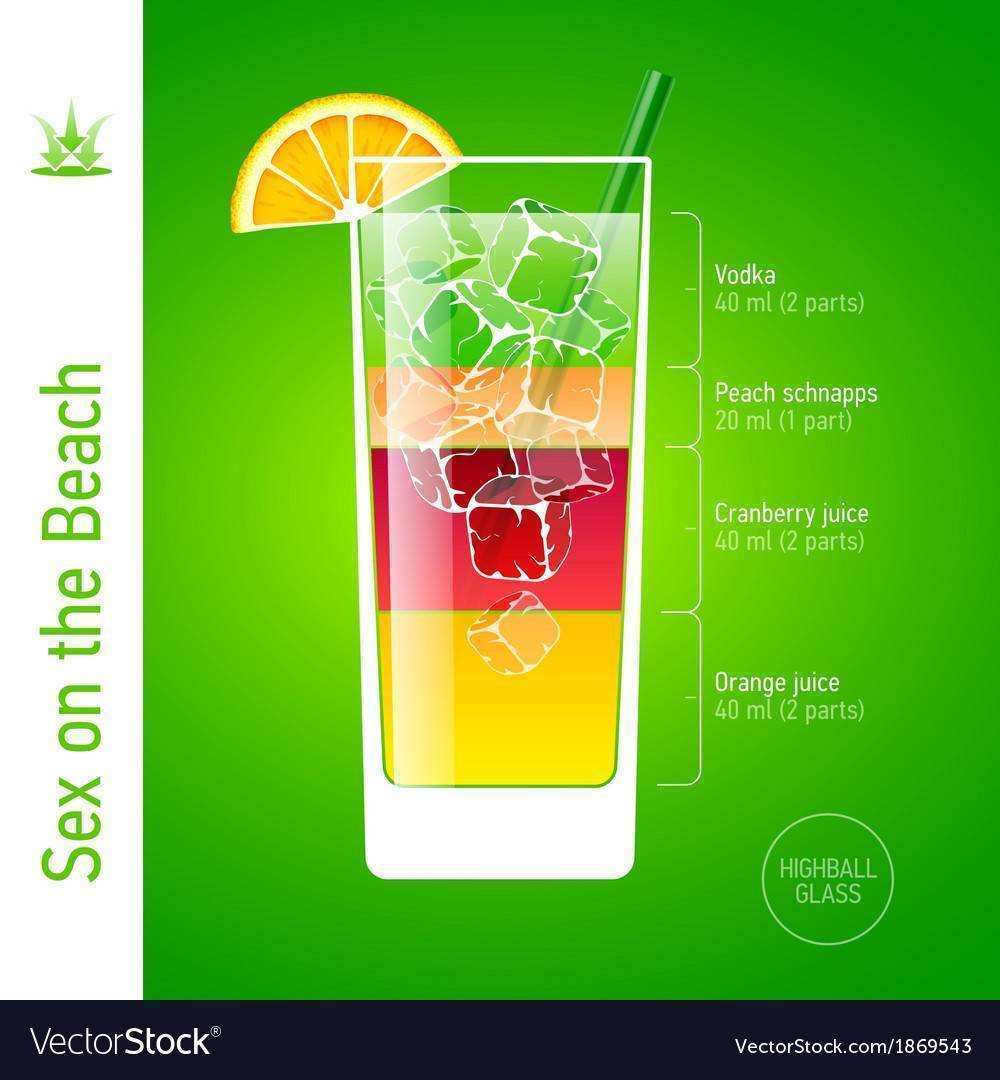 Sex on the Beach
Vodka
40 ml (2 parts)
Peach schnapps
20 ml (1 part)
Cranberry juice
40 ml (2 parts)
Orange juice
40 ml (2 parts)
HIGHBALL
GLASS
VectorStock®
VectorStock.com/1869543